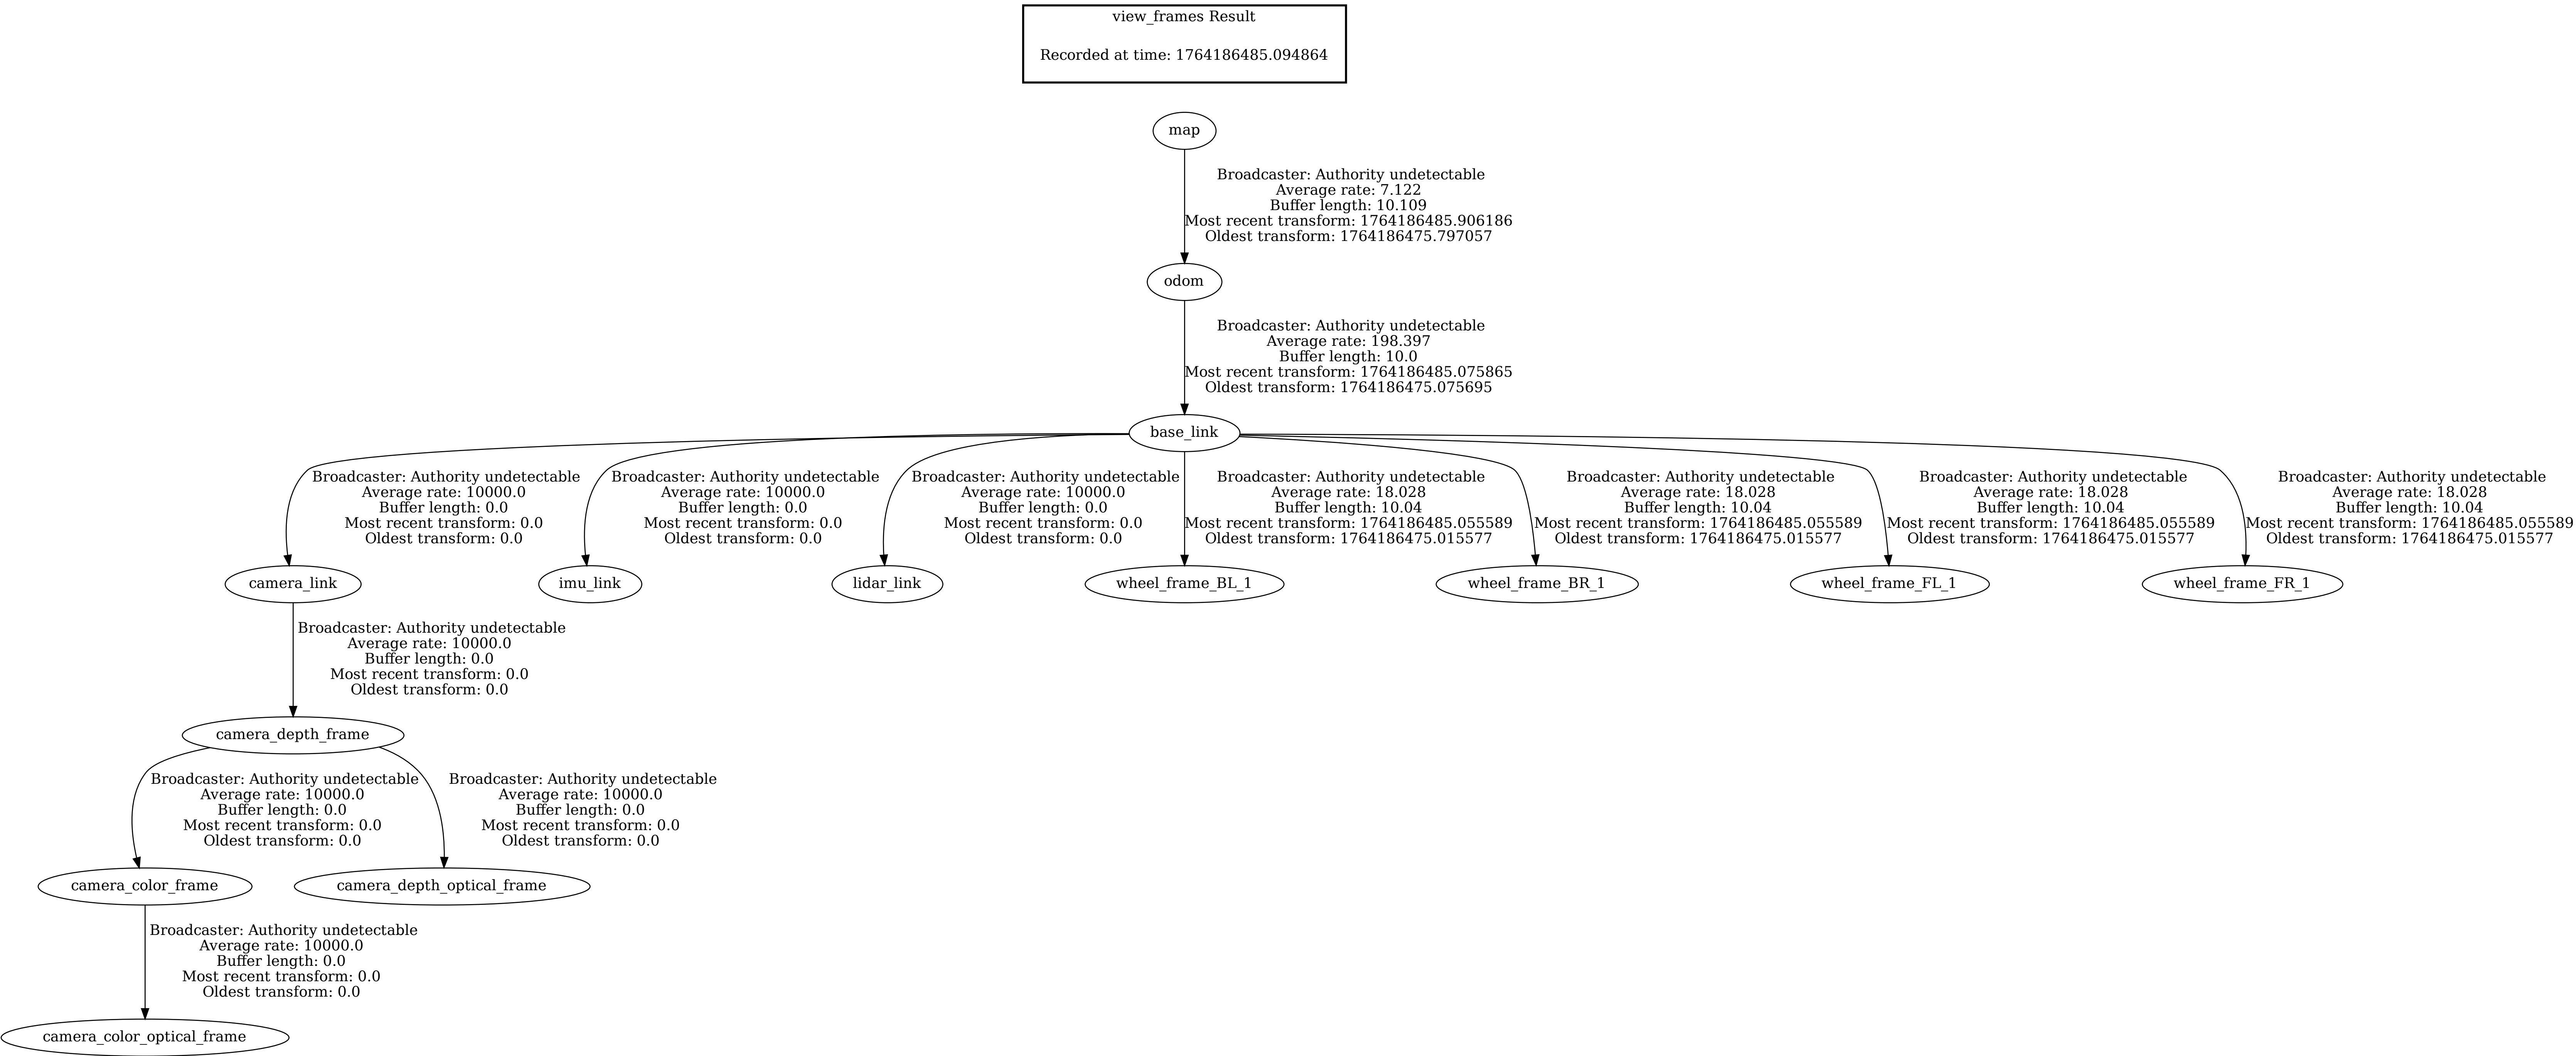 view_frames Result
Recorded at time: 1764186485.094864
map
Broadcaster: Authority undetectable
Average rate: 7.122
Buffer length: 10.109
Most recent transform: 1764186485.906186
Oldest transform: 1764186475.797057
odom
Broadcaster: Authority undetectable
Average rate: 198.397
Buffer length: 10.0
Most recent transform: 1764186485.075865
Oldest transform: 1764186475.075695
base_link
Broadcaster: Authority undetectable
Average rate: 10000.0
Buffer length: 0.0
Most recent transform: 0.0
Oldest transform: 0.0
Broadcaster: Authority undetectable
Average rate: 10000.0
Buffer length: 0.0
Most recent transform: 0.0
Oldest transform: 0.0
Broadcaster: Authority undetectable
Average rate: 10000.0
Buffer length: 0.0
Most recent transform: 0.0
Oldest transform: 0.0
Broadcaster: Authority undetectable
Average rate: 18.028
Buffer length: 10.04
Most recent transform: 1764186485.055589
Oldest transform: 1764186475.015577
Broadcaster: Authority undetectable
Average rate: 18.028
Buffer length: 10.04
Most recent transform: 1764186485.055589
Oldest transform: 1764186475.015577
Broadcaster: Authority undetectable
Average rate: 18.028
Buffer length: 10.04
Most recent transform: 1764186485.055589
Oldest transform: 1764186475.015577
Broadcaster: Authority undetectable
Average rate: 18.028
Buffer length: 10.04
Most recent transform: 1764186485.055589
Oldest transform: 1764186475.015577
camera_link
imu_link
lidar_link
wheel_frame_BL_1
wheel_frame_BR_1
wheel_frame_FL_1
wheel_frame_FR_1
Broadcaster: Authority undetectable
Average rate: 10000.0
Buffer length: 0.0
Most recent transform: 0.0
Oldest transform: 0.0
camera_depth_frame
Broadcaster: Authority undetectable
Average rate: 10000.0
Buffer length: 0.0
Most recent transform: 0.0
Oldest transform: 0.0
Broadcaster: Authority undetectable
Average rate: 10000.0
Buffer length: 0.0
Most recent transform: 0.0
Oldest transform: 0.0
camera_color_frame
camera_depth_optical_frame
Broadcaster: Authority undetectable
Average rate: 10000.0
Buffer length: 0.0
Most recent transform: 0.0
Oldest transform: 0.0
camera_color_optical_frame